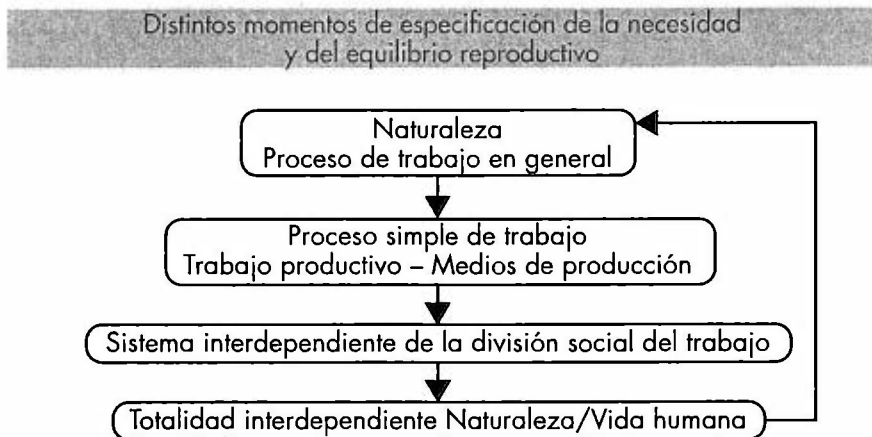 Distintos momentos de especificación de la necesidad
y del equilibrio reproductivo
Naturaleza
Proceso de trabajo en general
Proceso simple de trabajo
Trabajo productivo – Medios de producción
Sistema interdependiente de la división social del trabajo
Totalidad interdependiente Naturaleza/Vida humana